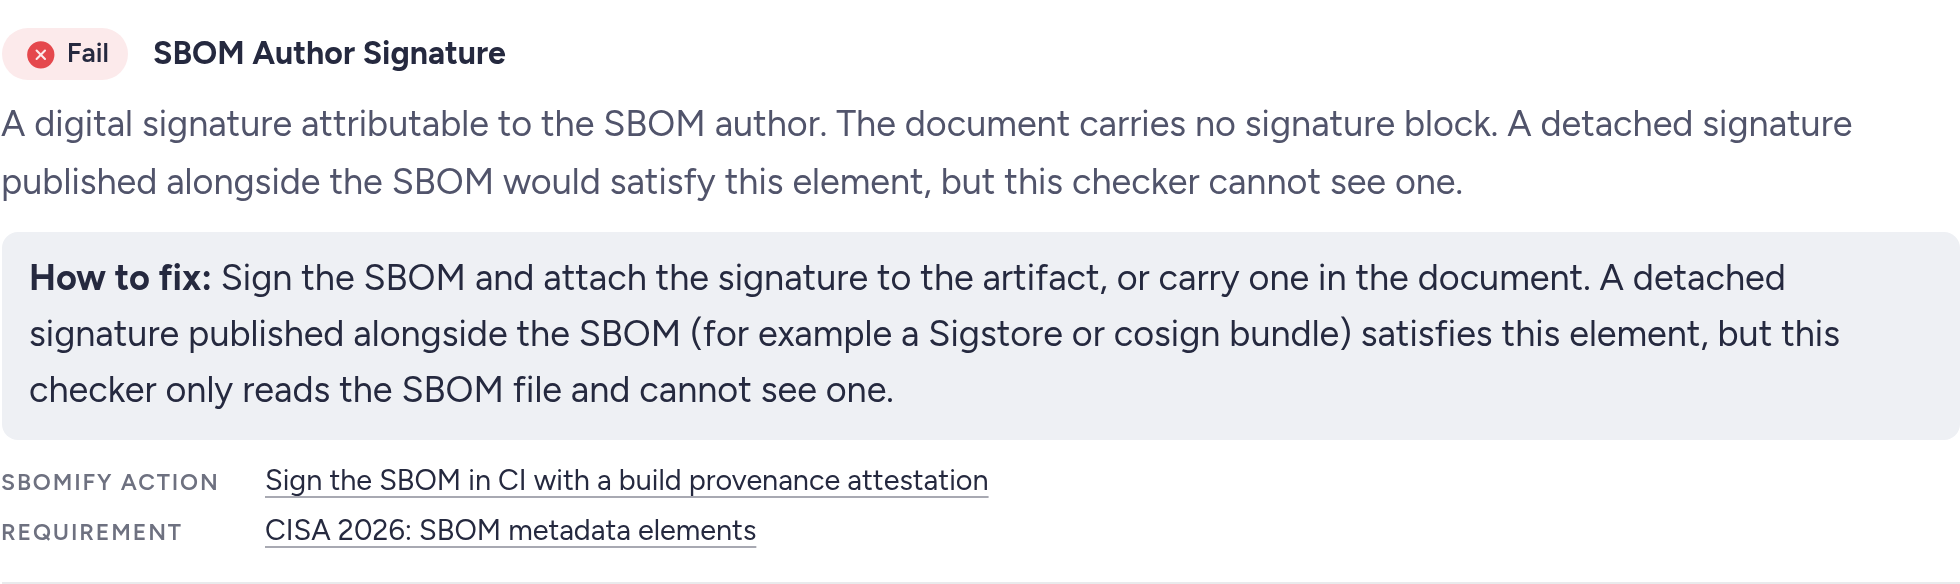 Fail SBOM Author Signature
A digital signature attributable to the SBOM author. The document carries no signature block. A detached signature
published alongside the SBOM would satisfy this element, but this checker cannot see one.
How to fix: Sign the SBOM and attach the signature to the artifact, or carry one in the document. A detached
signature published alongside the SBOM (for example a Sigstore or cosign bundle) satisfies this element, but this
checker only reads the SBOM file and cannot see one.
SBOMIFY ACTION Sign the SBOM in CI with a build provenance attestation
REQUIREMENT CISA 2026: SBOM metadata elements